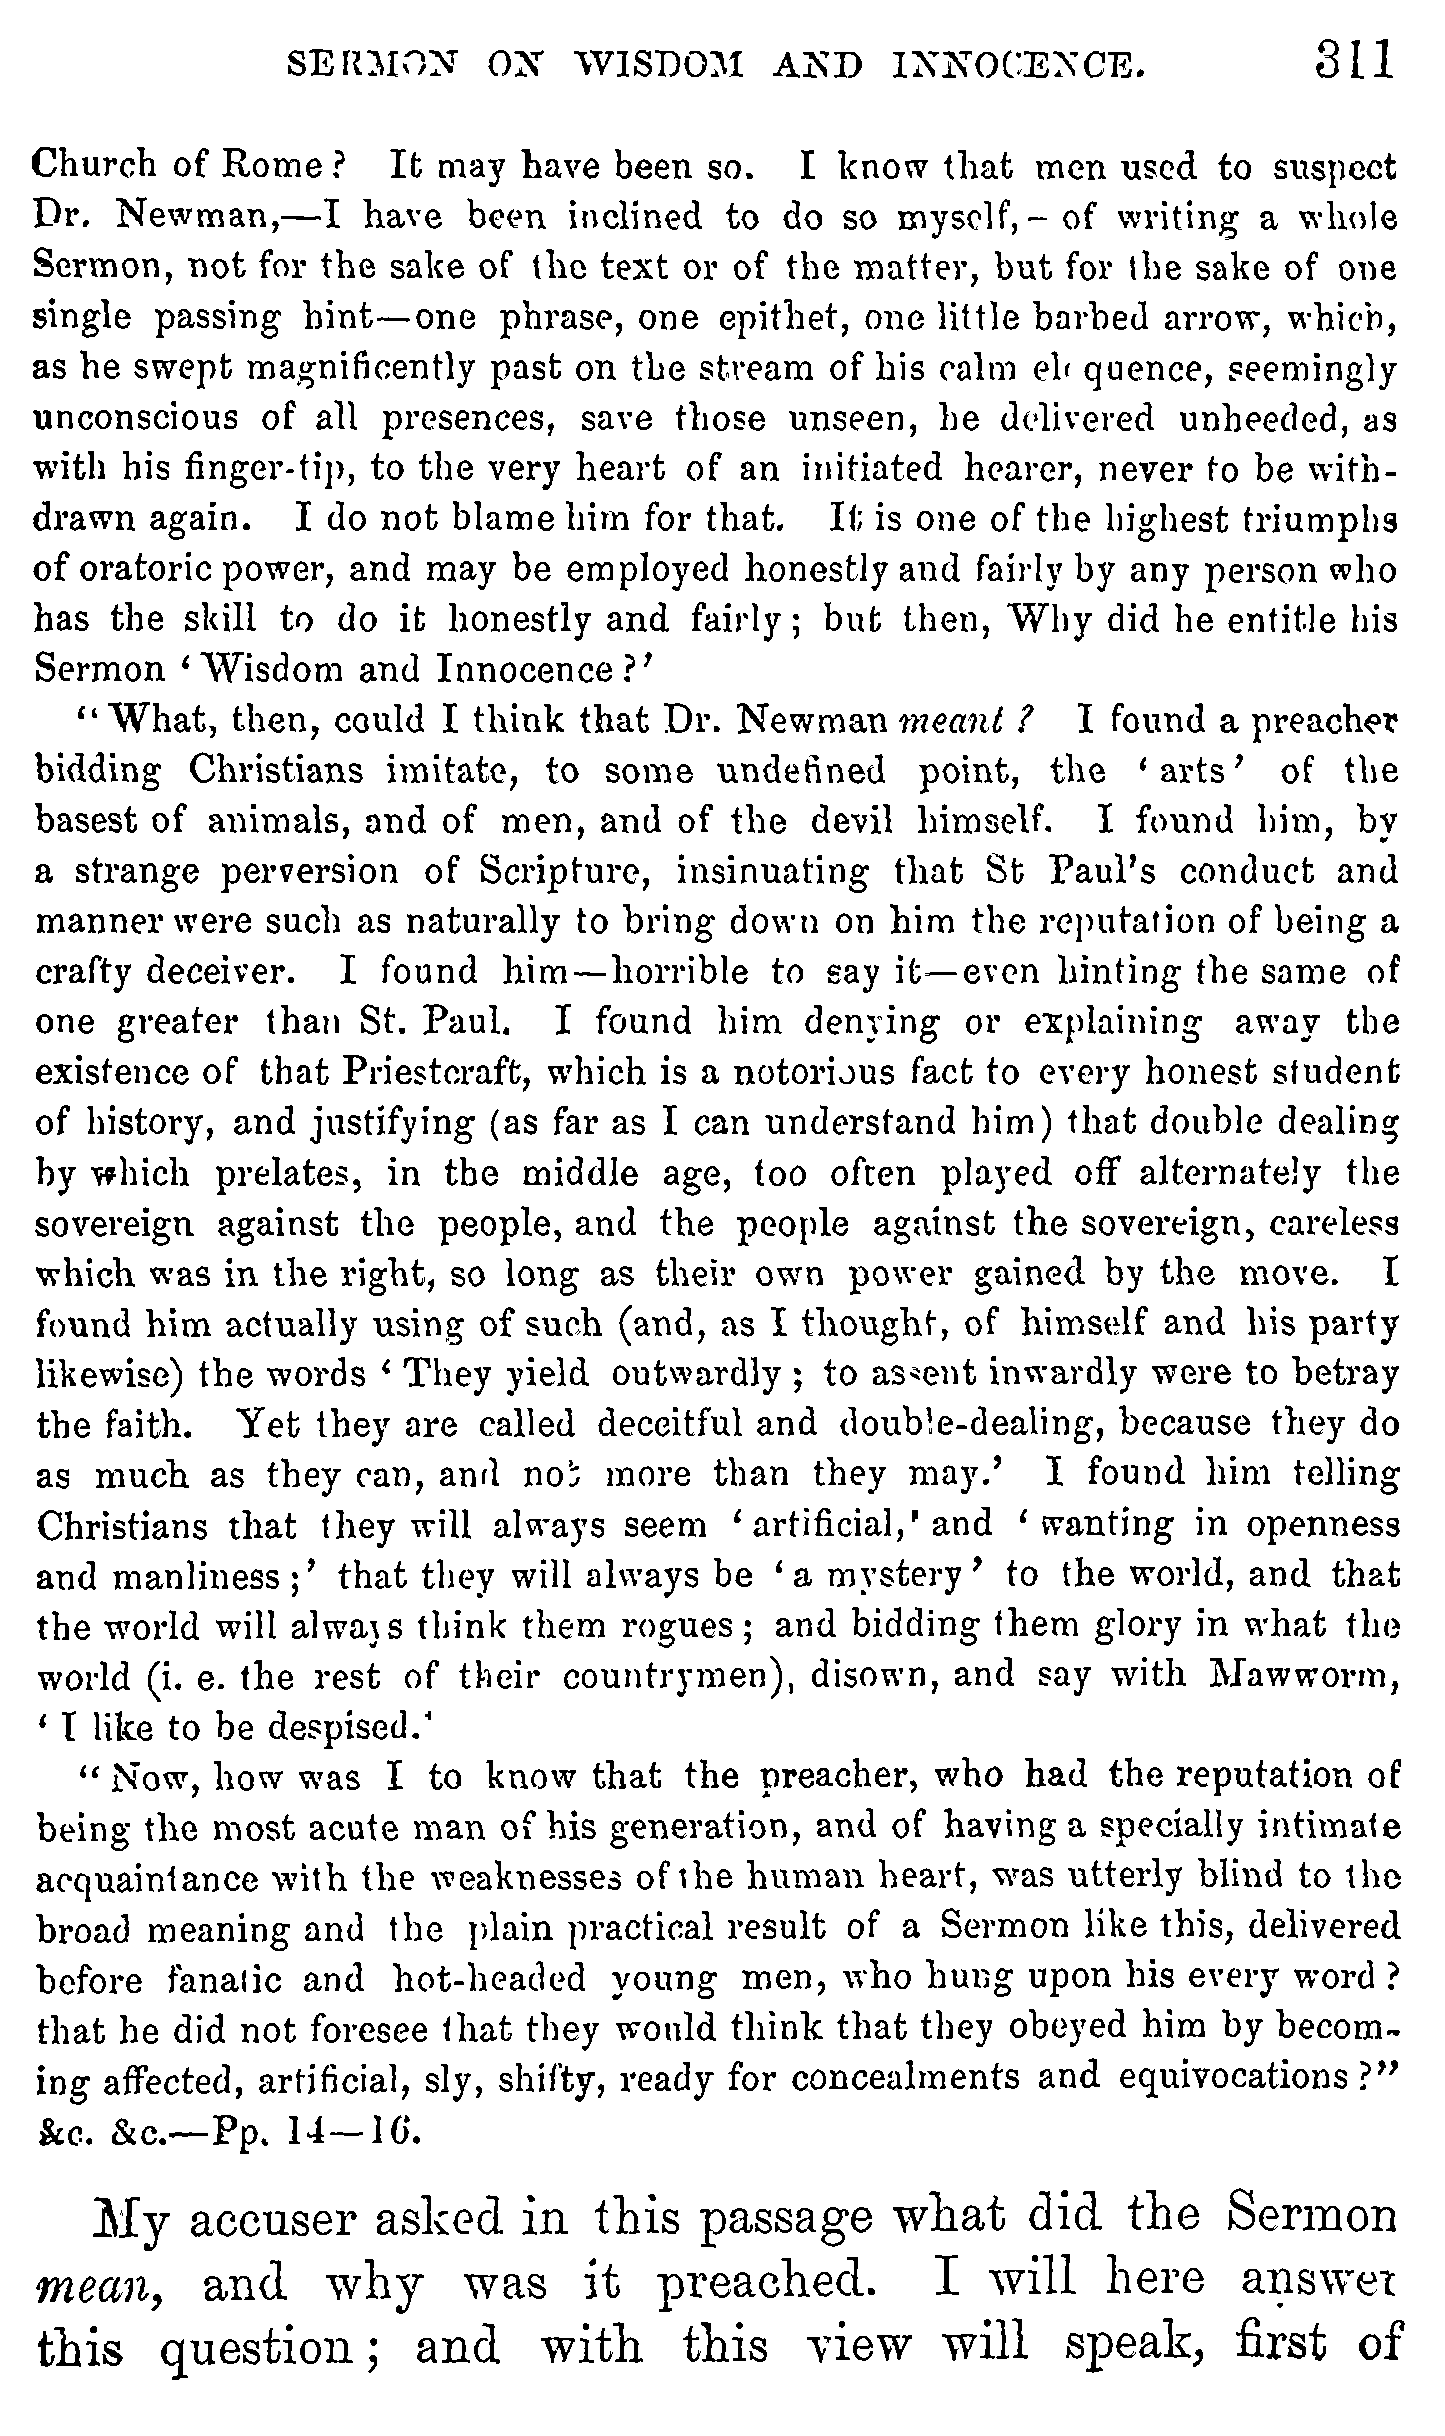 SERMON ON WISDOM AND INNOCENCE. 311
Church of Rome? It may have been so. I know that men used to suspect
Dr. Newman,—I have been inclined to do so myself,– of writing a whole
Sermon, not for the sake of the text or of the matter, but for the sake of one
single passing hint—one phrase, one epithet, one little barbed arrow, which,
as he swept magnificently past on the stream of his calm eloquence, seemingly
unconscious of all presences, save those unseen, he delivered unheeded, as
with his finger-tip, to the very heart of an initiated hearer, never to be with-
drawn again. I do not blame him for that. It is one of the highest triumphs
of oratoric power, and may be employed honestly and fairly by any person who
has the skill to do it honestly and fairly; but then, Why did he entitle his
Sermon ‘Wisdom and Innocence?’
“What, then, could I think that Dr. Newman meant? I found a preacher
bidding Christians imitate, to some undefined point, the ‘arts’ of the
basest of animals, and of men, and of the devil himself. I found him, by
a strange perversion of Scripture, insinuating that St Paul’s conduct and
manner were such as naturally to bring down on him the reputation of being a
crafty deceiver. I found him—horrible to say it—even hinting the same of
one greater than St. Paul. I found him denying or explaining away the
existence of that Priestcraft, which is a notorious fact to every honest student
of history, and justifying (as far as I can understand him) that double dealing
by which prelates, in the middle age, too often played off alternately the
sovereign against the people, and the people against the sovereign, careless
which was in the right, so long as their own power gained by the move. I
found him actually using of such (and, as I thought, of himself and his party
likewise) the words ‘They yield outwardly; to assent inwardly were to betray
the faith. Yet they are called deceitful and double-dealing, because they do
as much as they can, and not more than they may.’ I found him telling
Christians that they will always seem ‘artificial,’ and ‘wanting in openness
and manliness;’ that they will always be ‘a mystery’ to the world, and that
the world will always think them rogues; and bidding them glory in what the
world (i. e. the rest of their countrymen), disown, and say with Mawworm,
‘I like to be despised.’
“Now, how was I to know that the preacher, who had the reputation of
being the most acute man of his generation, and of having a specially intimate
acquaintance with the weaknesses of the human heart, was utterly blind to the
broad meaning and the plain practical result of a Sermon like this, delivered
before fanatic and hot-headed young men, who hung upon his every word?
that he did not foresee that they would think that they obeyed him by becom-
ing affected, artificial, sly, shifty, ready for concealments and equivocations?”
&c. &c.—Pp. 14—16.
My accuser asked in this passage what did the Sermon
mean, and why was it preached. I will here answer
this question; and with this view will speak, first of